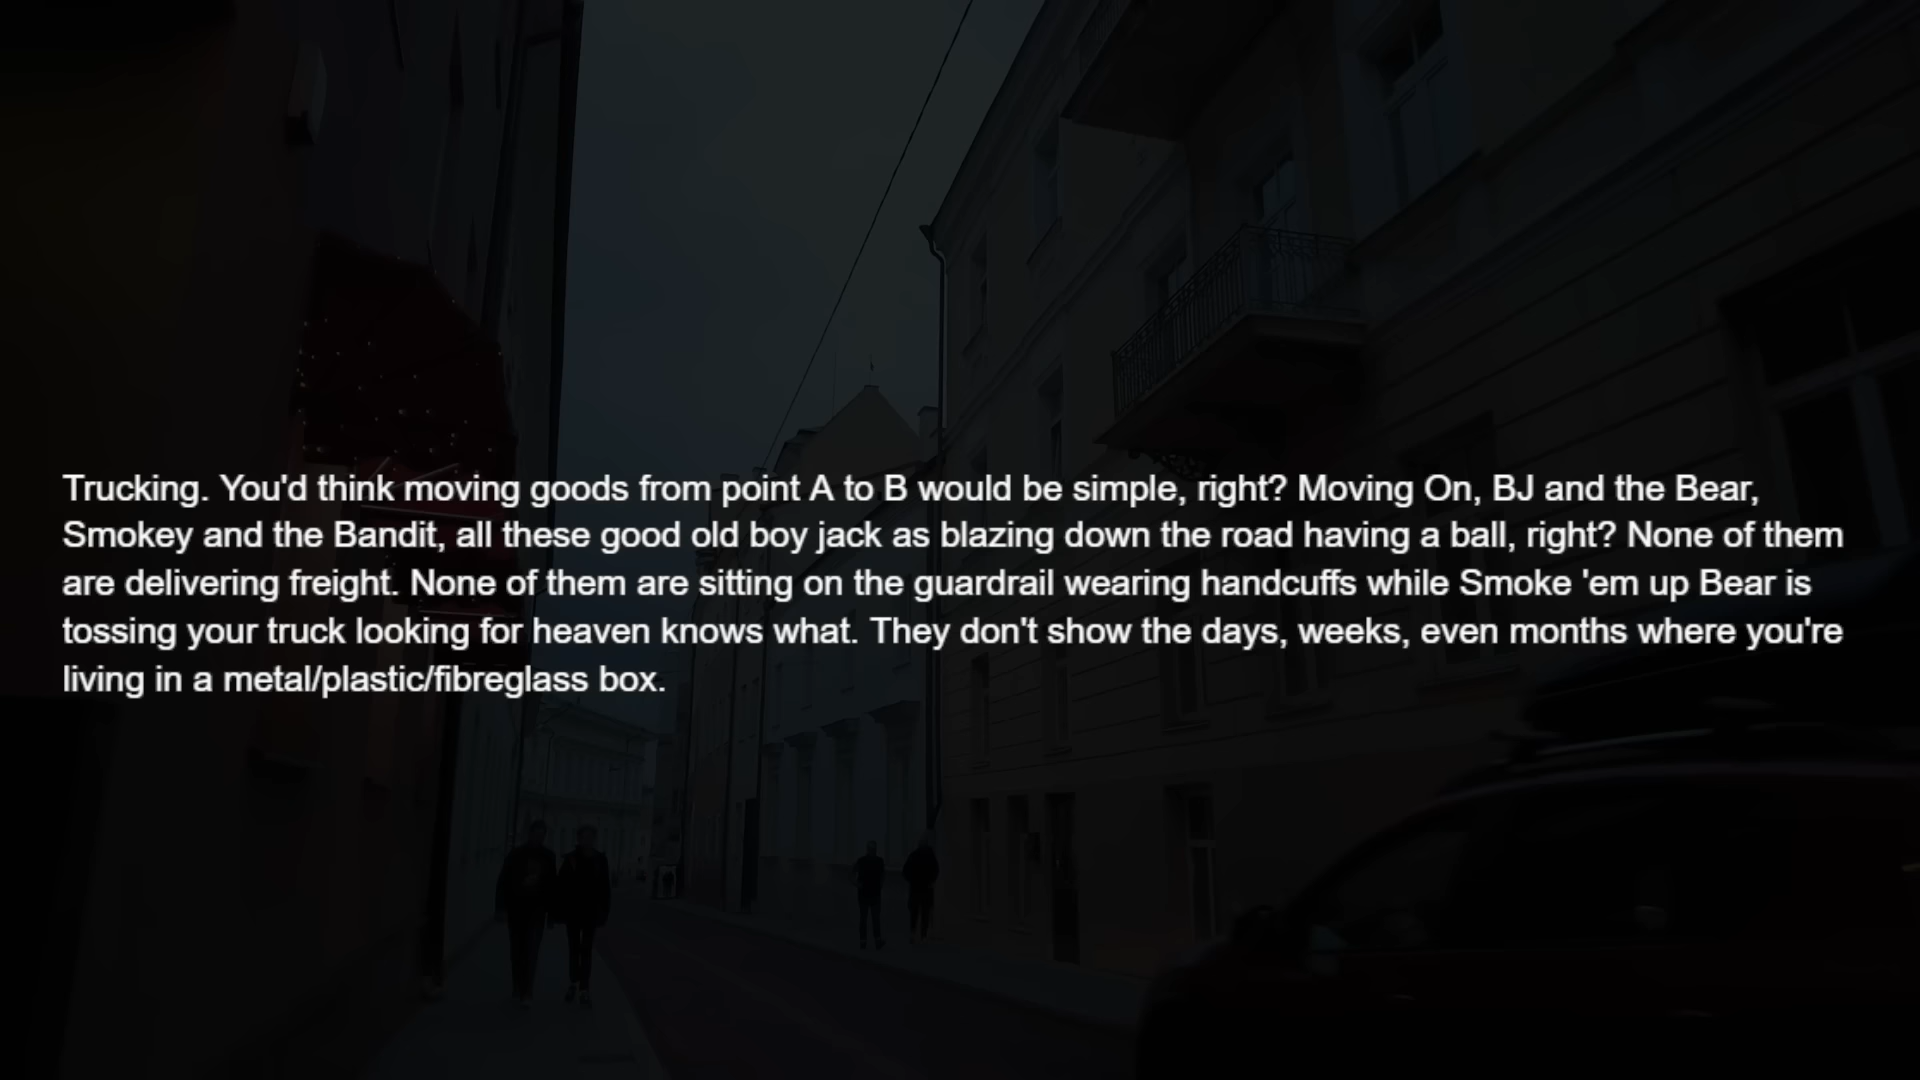 Trucking. You'd think moving goods from point A to B would be simple, right? Moving On, BJ and the Bear,
Smokey and the Bandit, all these good old boy jack as blazing down the road having a ball, right? None of them
are delivering freight. None of them are sitting on the guardrail wearing handcuffs while Smoke 'em up Bear is
tossing your truck looking for heaven knows what. They don't show the days, weeks, even months where you're
living in a metal/plastic/fibreglass box.